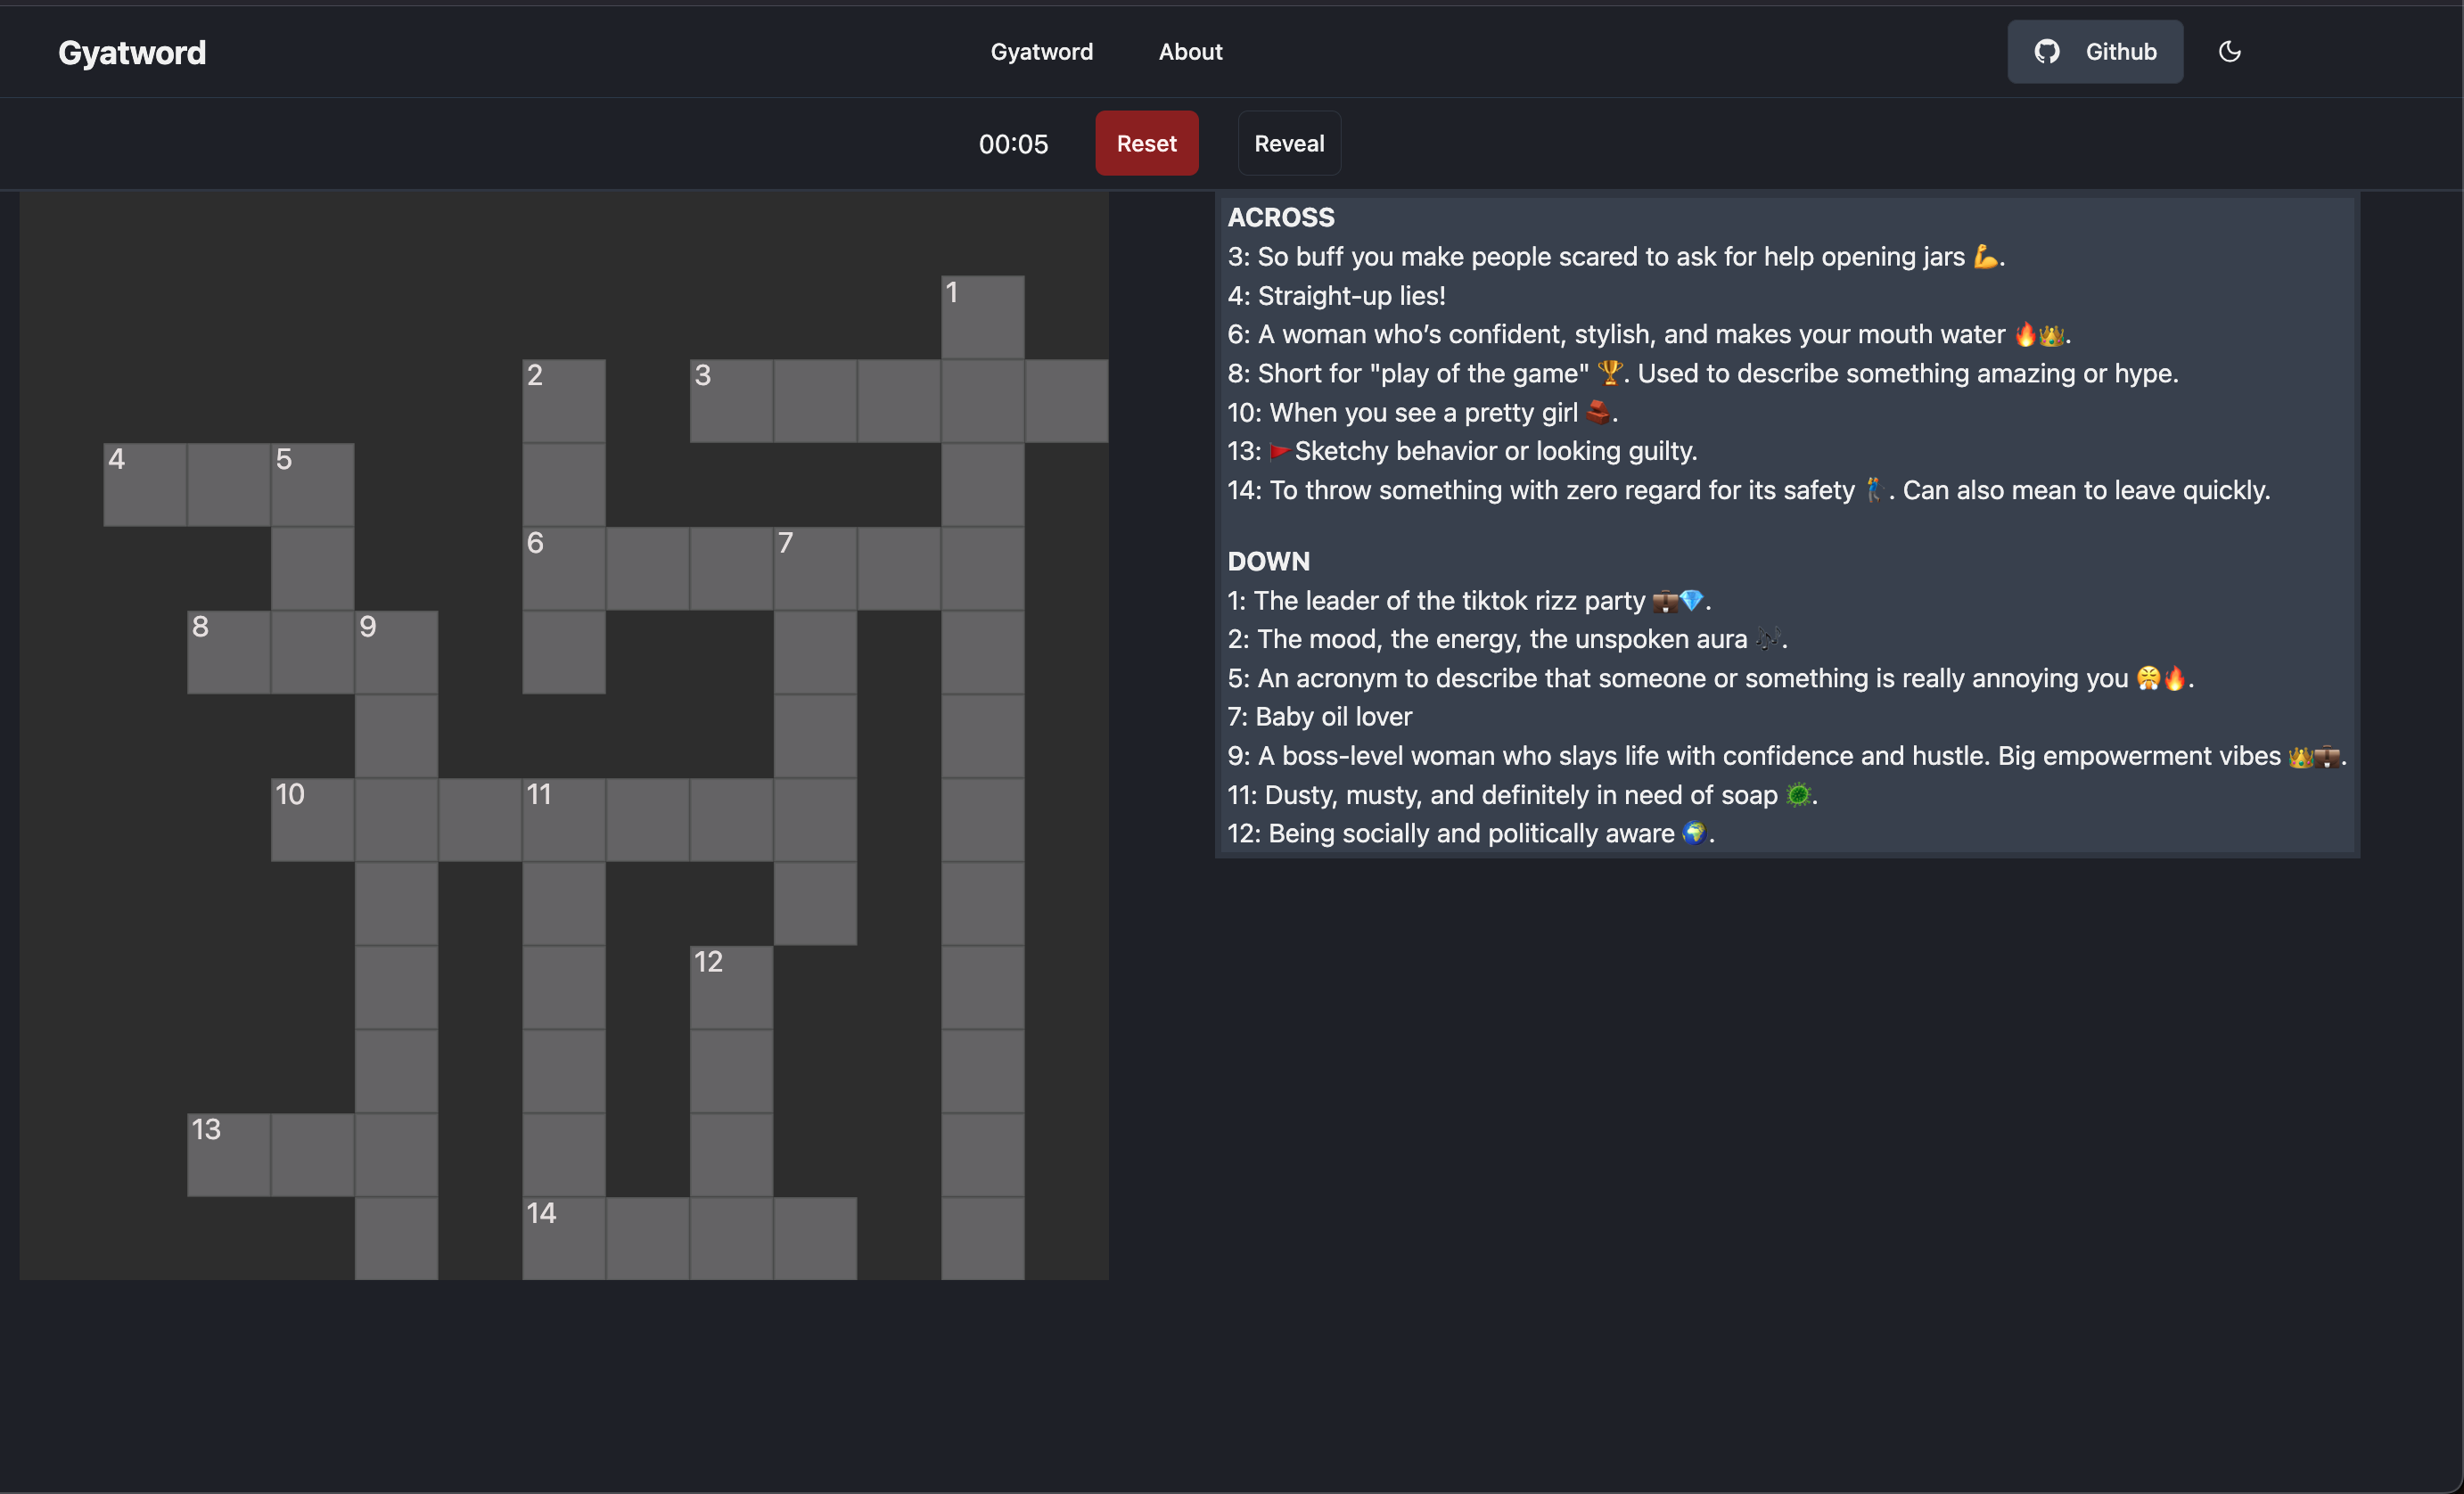 Gyatword
Gyatword About
Github
00:05 Reset Reveal
1
2 3
4 5
6 7
8 9
10 11
12
13
14
ACROSS
3: So buff you make people scared to ask for help opening jars 💪.
4: Straight-up lies!
6: A woman who’s confident, stylish, and makes your mouth water 🔥👑.
8: Short for "play of the game" 🏆. Used to describe something amazing or hype.
10: When you see a pretty girl 🧱.
13: 🚩Sketchy behavior or looking guilty.
14: To throw something with zero regard for its safety 🏌️. Can also mean to leave quickly.
DOWN
1: The leader of the tiktok rizz party 💼💎.
2: The mood, the energy, the unspoken aura 🎶.
5: An acronym to describe that someone or something is really annoying you 😤🔥.
7: Baby oil lover
9: A boss-level woman who slays life with confidence and hustle. Big empowerment vibes 👑💼.
11: Dusty, musty, and definitely in need of soap 🦠.
12: Being socially and politically aware 🌍.